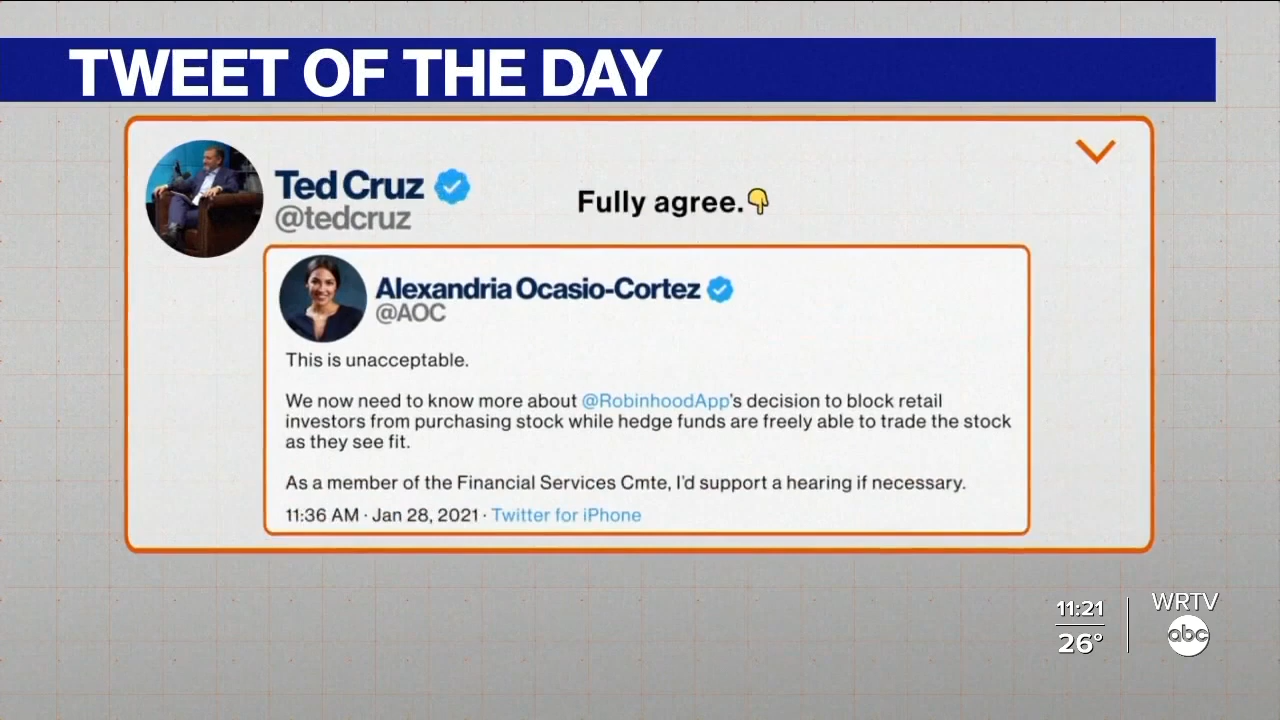 TWEET OF THE DAY
Ted Cruz
@tedcruz
Fully agree.👇
Alexandria Ocasio-Cortez
@AOC
This is unacceptable.
We now need to know more about @RobinhoodApp's decision to block retail
investors from purchasing stock while hedge funds are freely able to trade the stock
as they see fit.
As a member of the Financial Services Cmte, I'd support a hearing if necessary.
11:36 AM · Jan 28, 2021 · Twitter for iPhone
11:21
26°
WRTV
abc